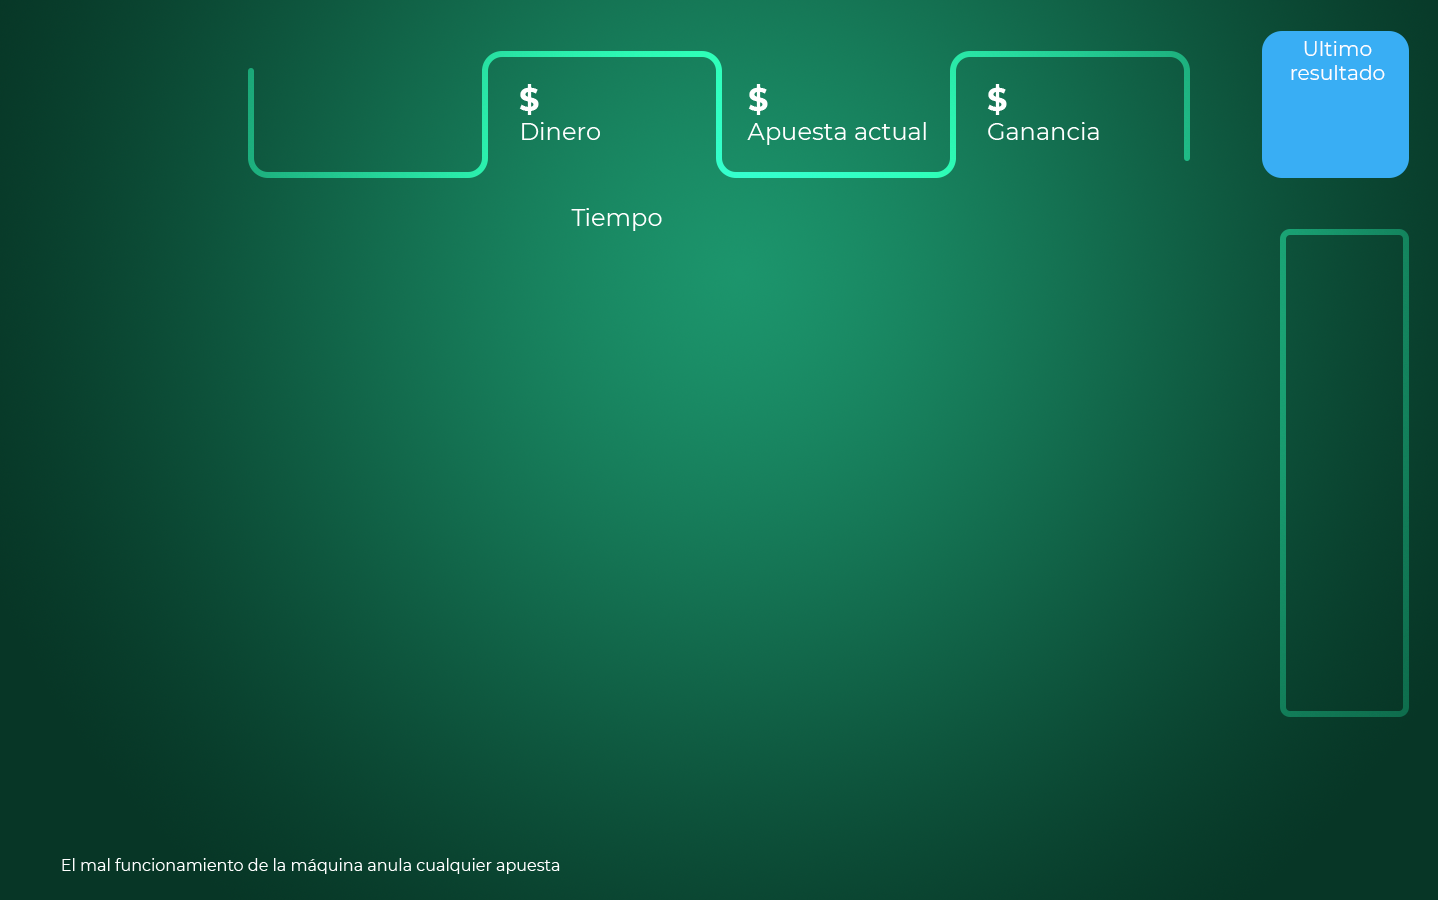 $
Dinero
$
Apuesta actual
$
Ganancia
Ultimo
resultado
Tiempo
El mal funcionamiento de la máquina anula cualquier apuesta